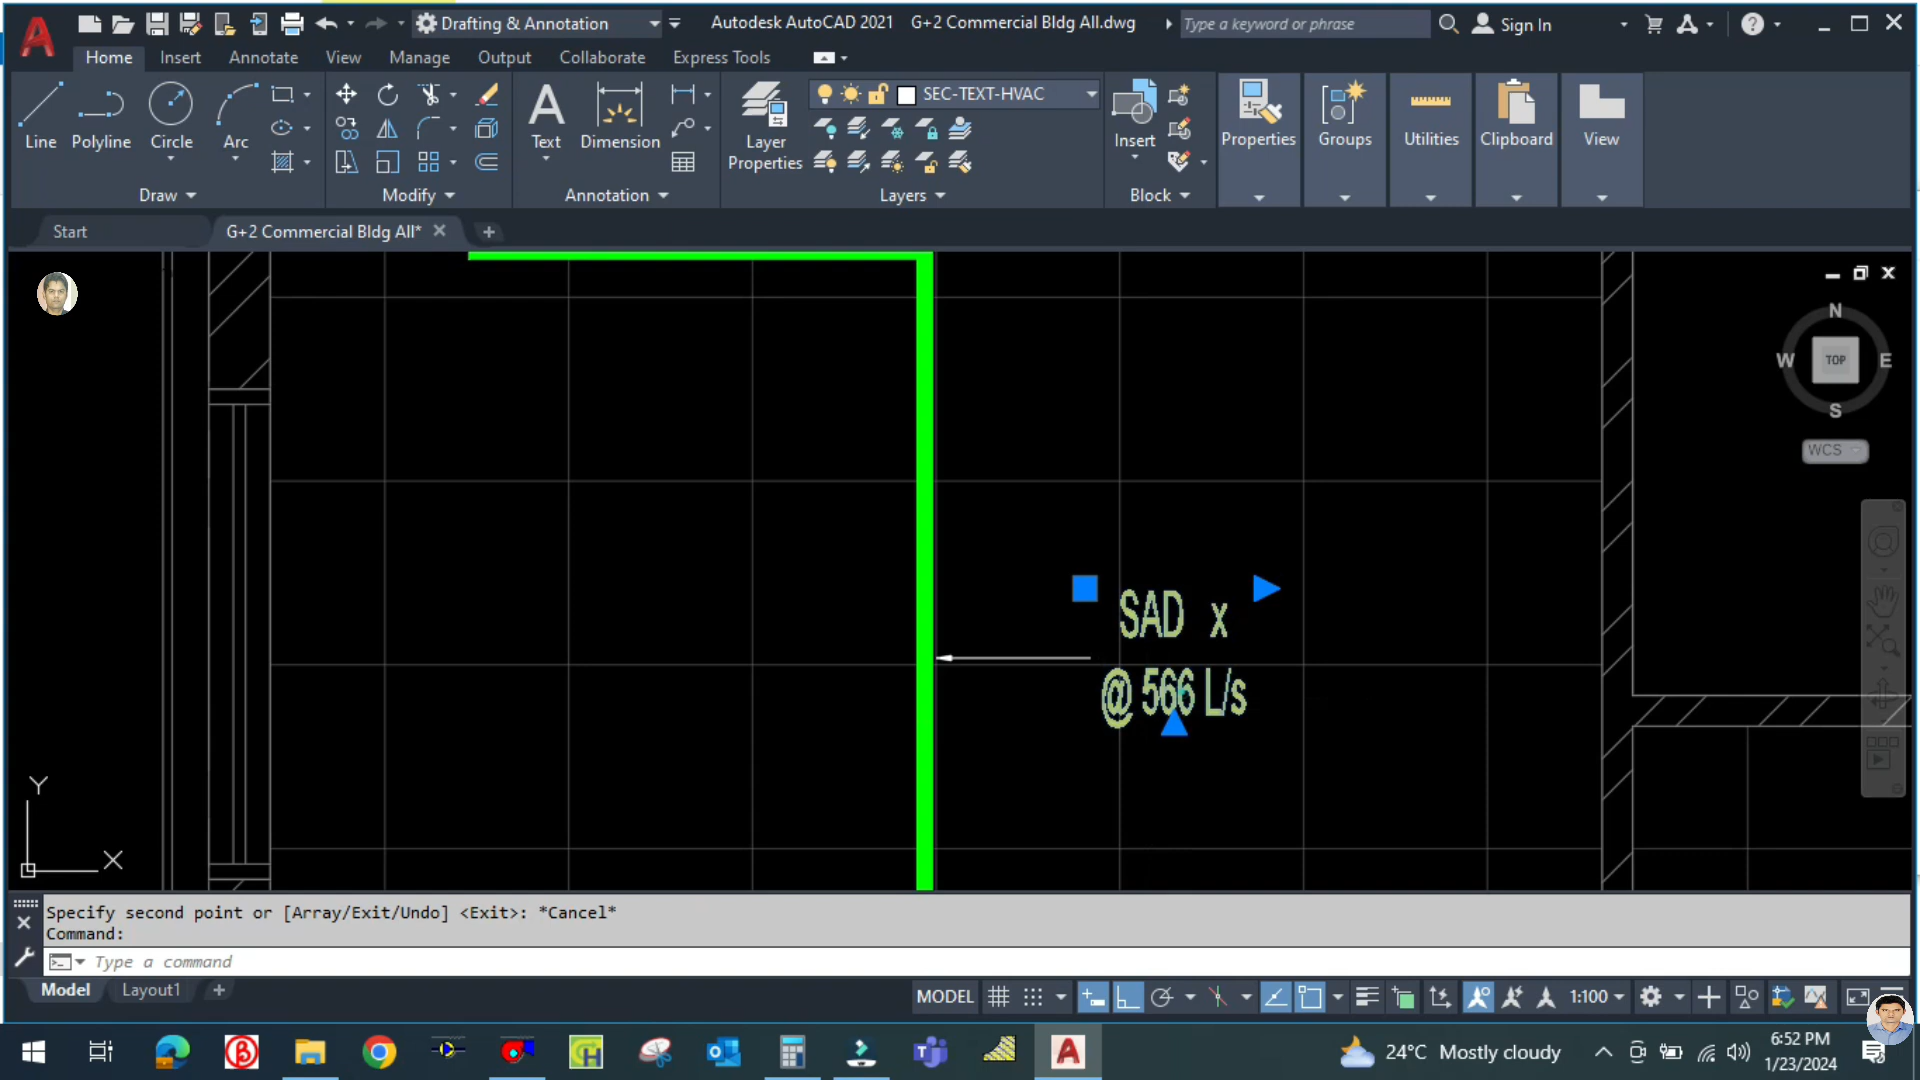 Drafting & Annotation
Autodesk AutoCAD 2021 G+2 Commercial Bldg All.dwg
Type a keyword or phrase
Sign In
Home Insert Annotate View Manage Output Collaborate Express Tools
SEC-TEXT-HVAC
Line Polyline Circle Arc
Text Dimension
Layer
Properties
Insert
Properties Groups Utilities Clipboard View
Draw Modify Annotation Layers Block
Start G+2 Commercial Bldg All*
N
W TOP E
S
WCS
SAD x
@ 566 L/s
Y
X
Specify second point or [Array/Exit/Undo] <Exit>: *Cancel*
Command:
Type a command
Model Layout1
MODEL
1:100
24°C Mostly cloudy
6:52 PM
1/23/2024